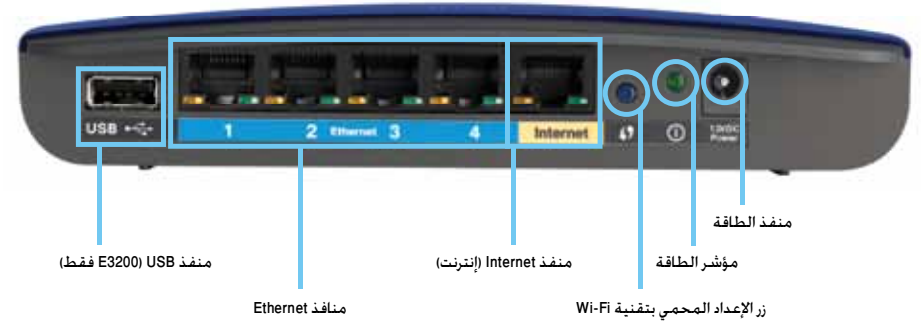 USB
1 2 Ethernet 3 4
Internet
12VDC
Power
منفذ الطاقة
منفذ USB (E3200 فقط)
منفذ Internet (إنترنت)
مؤشر الطاقة
منافذ Ethernet
زر الإعداد المحمي بتقنية Wi-Fi